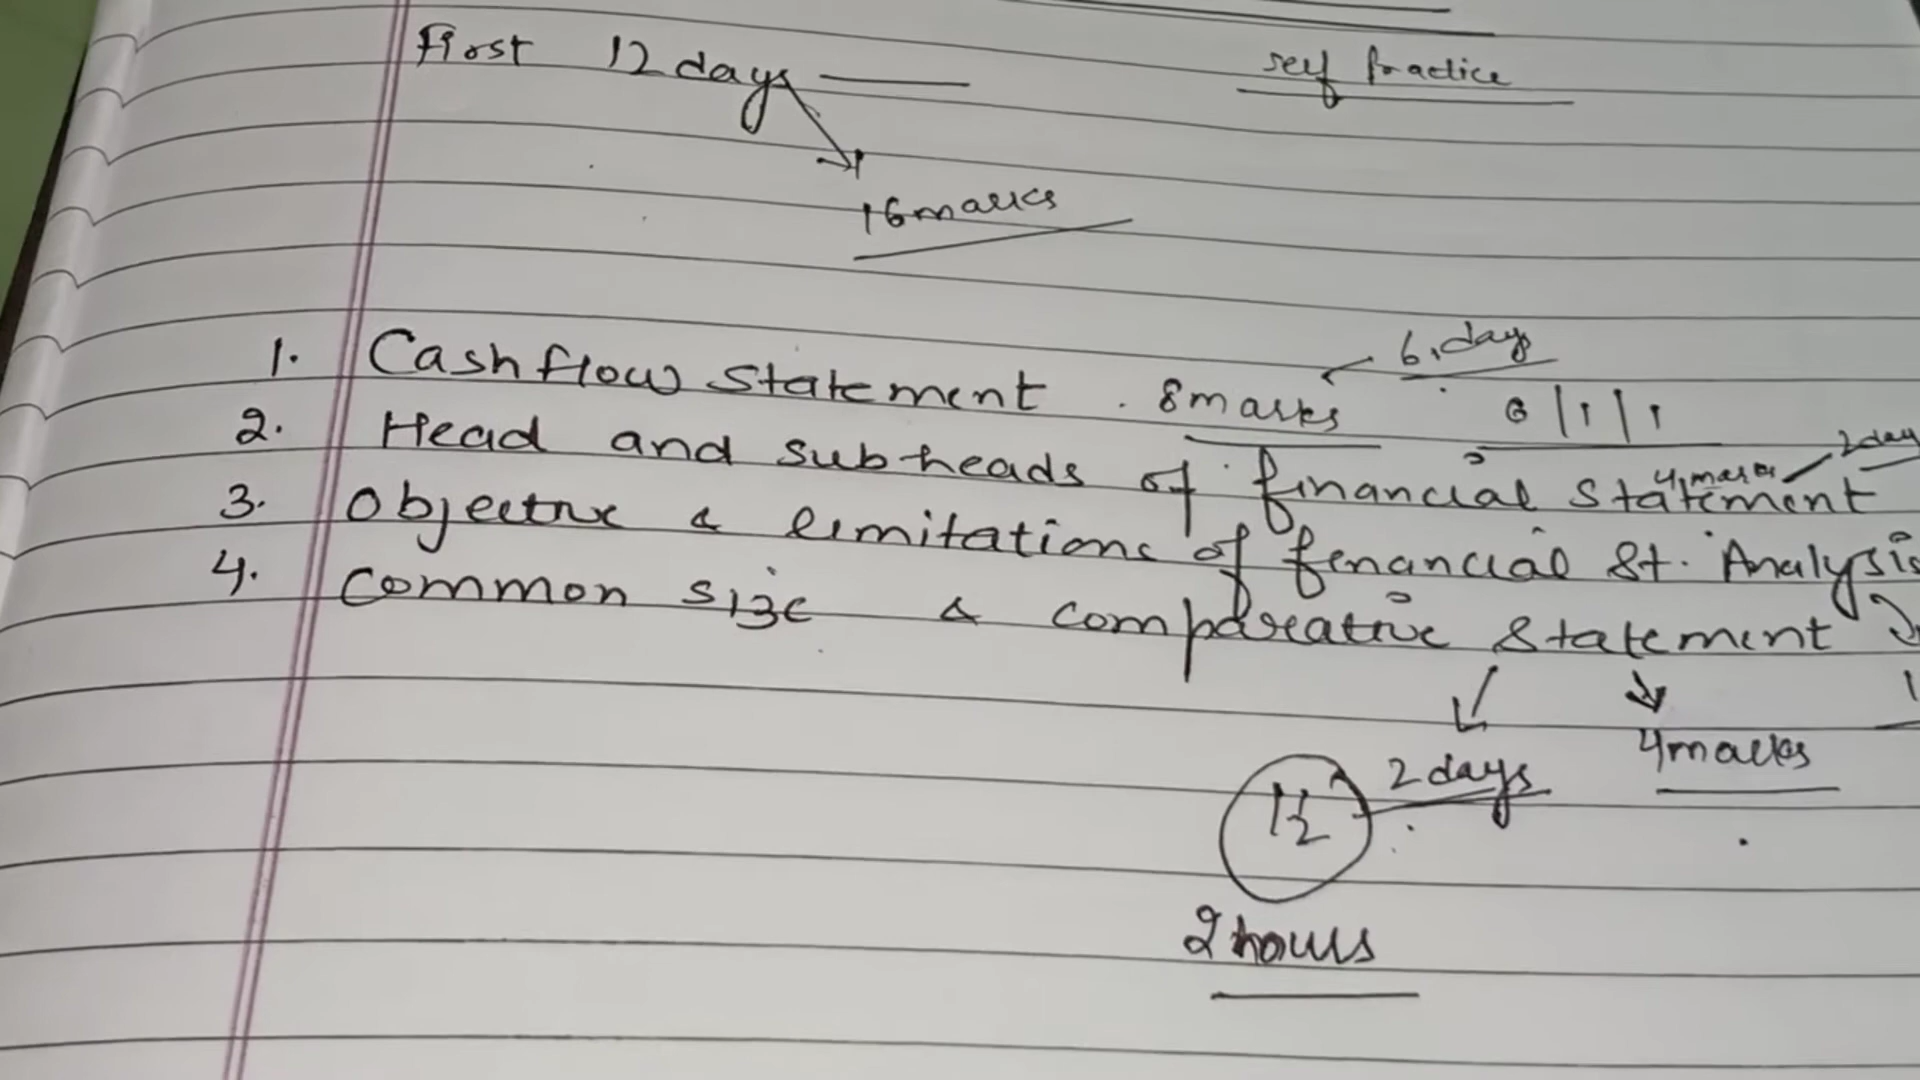 First 12 days
self Practice
16 marks
6 days
1. Cash flow statement . 8 marks
6 | 1 | 1
2 day
2. Head and subheads of financial statement
4 marks
3. Objective & limitations of financial St. Analysis
4. Common size & comparative statement
2 days
4 marks
1½
2 hours